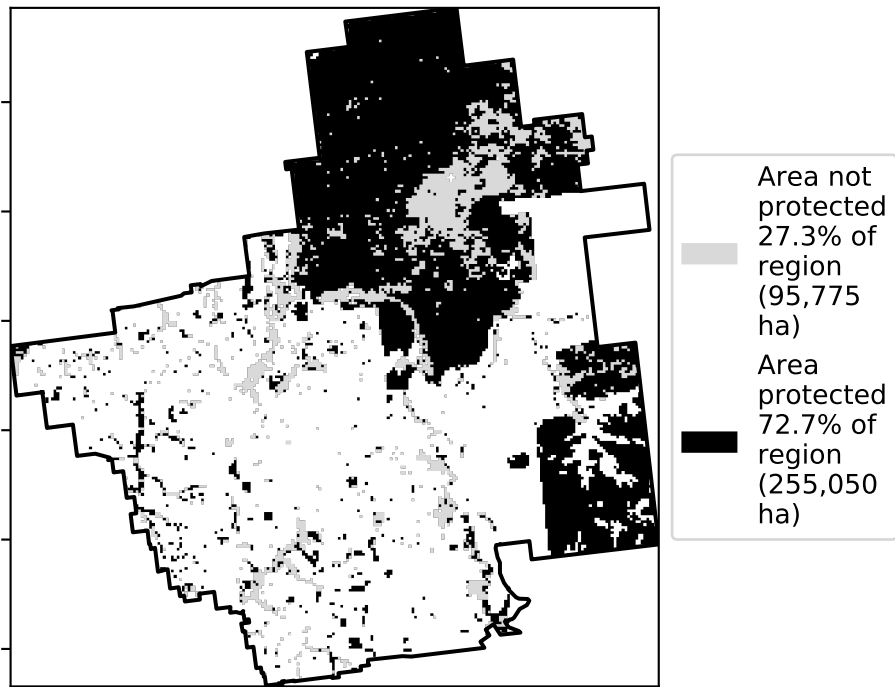 Area not
protected
27.3% of
region
(95,775
ha)
Area
protected
72.7% of
region
(255,050
ha)